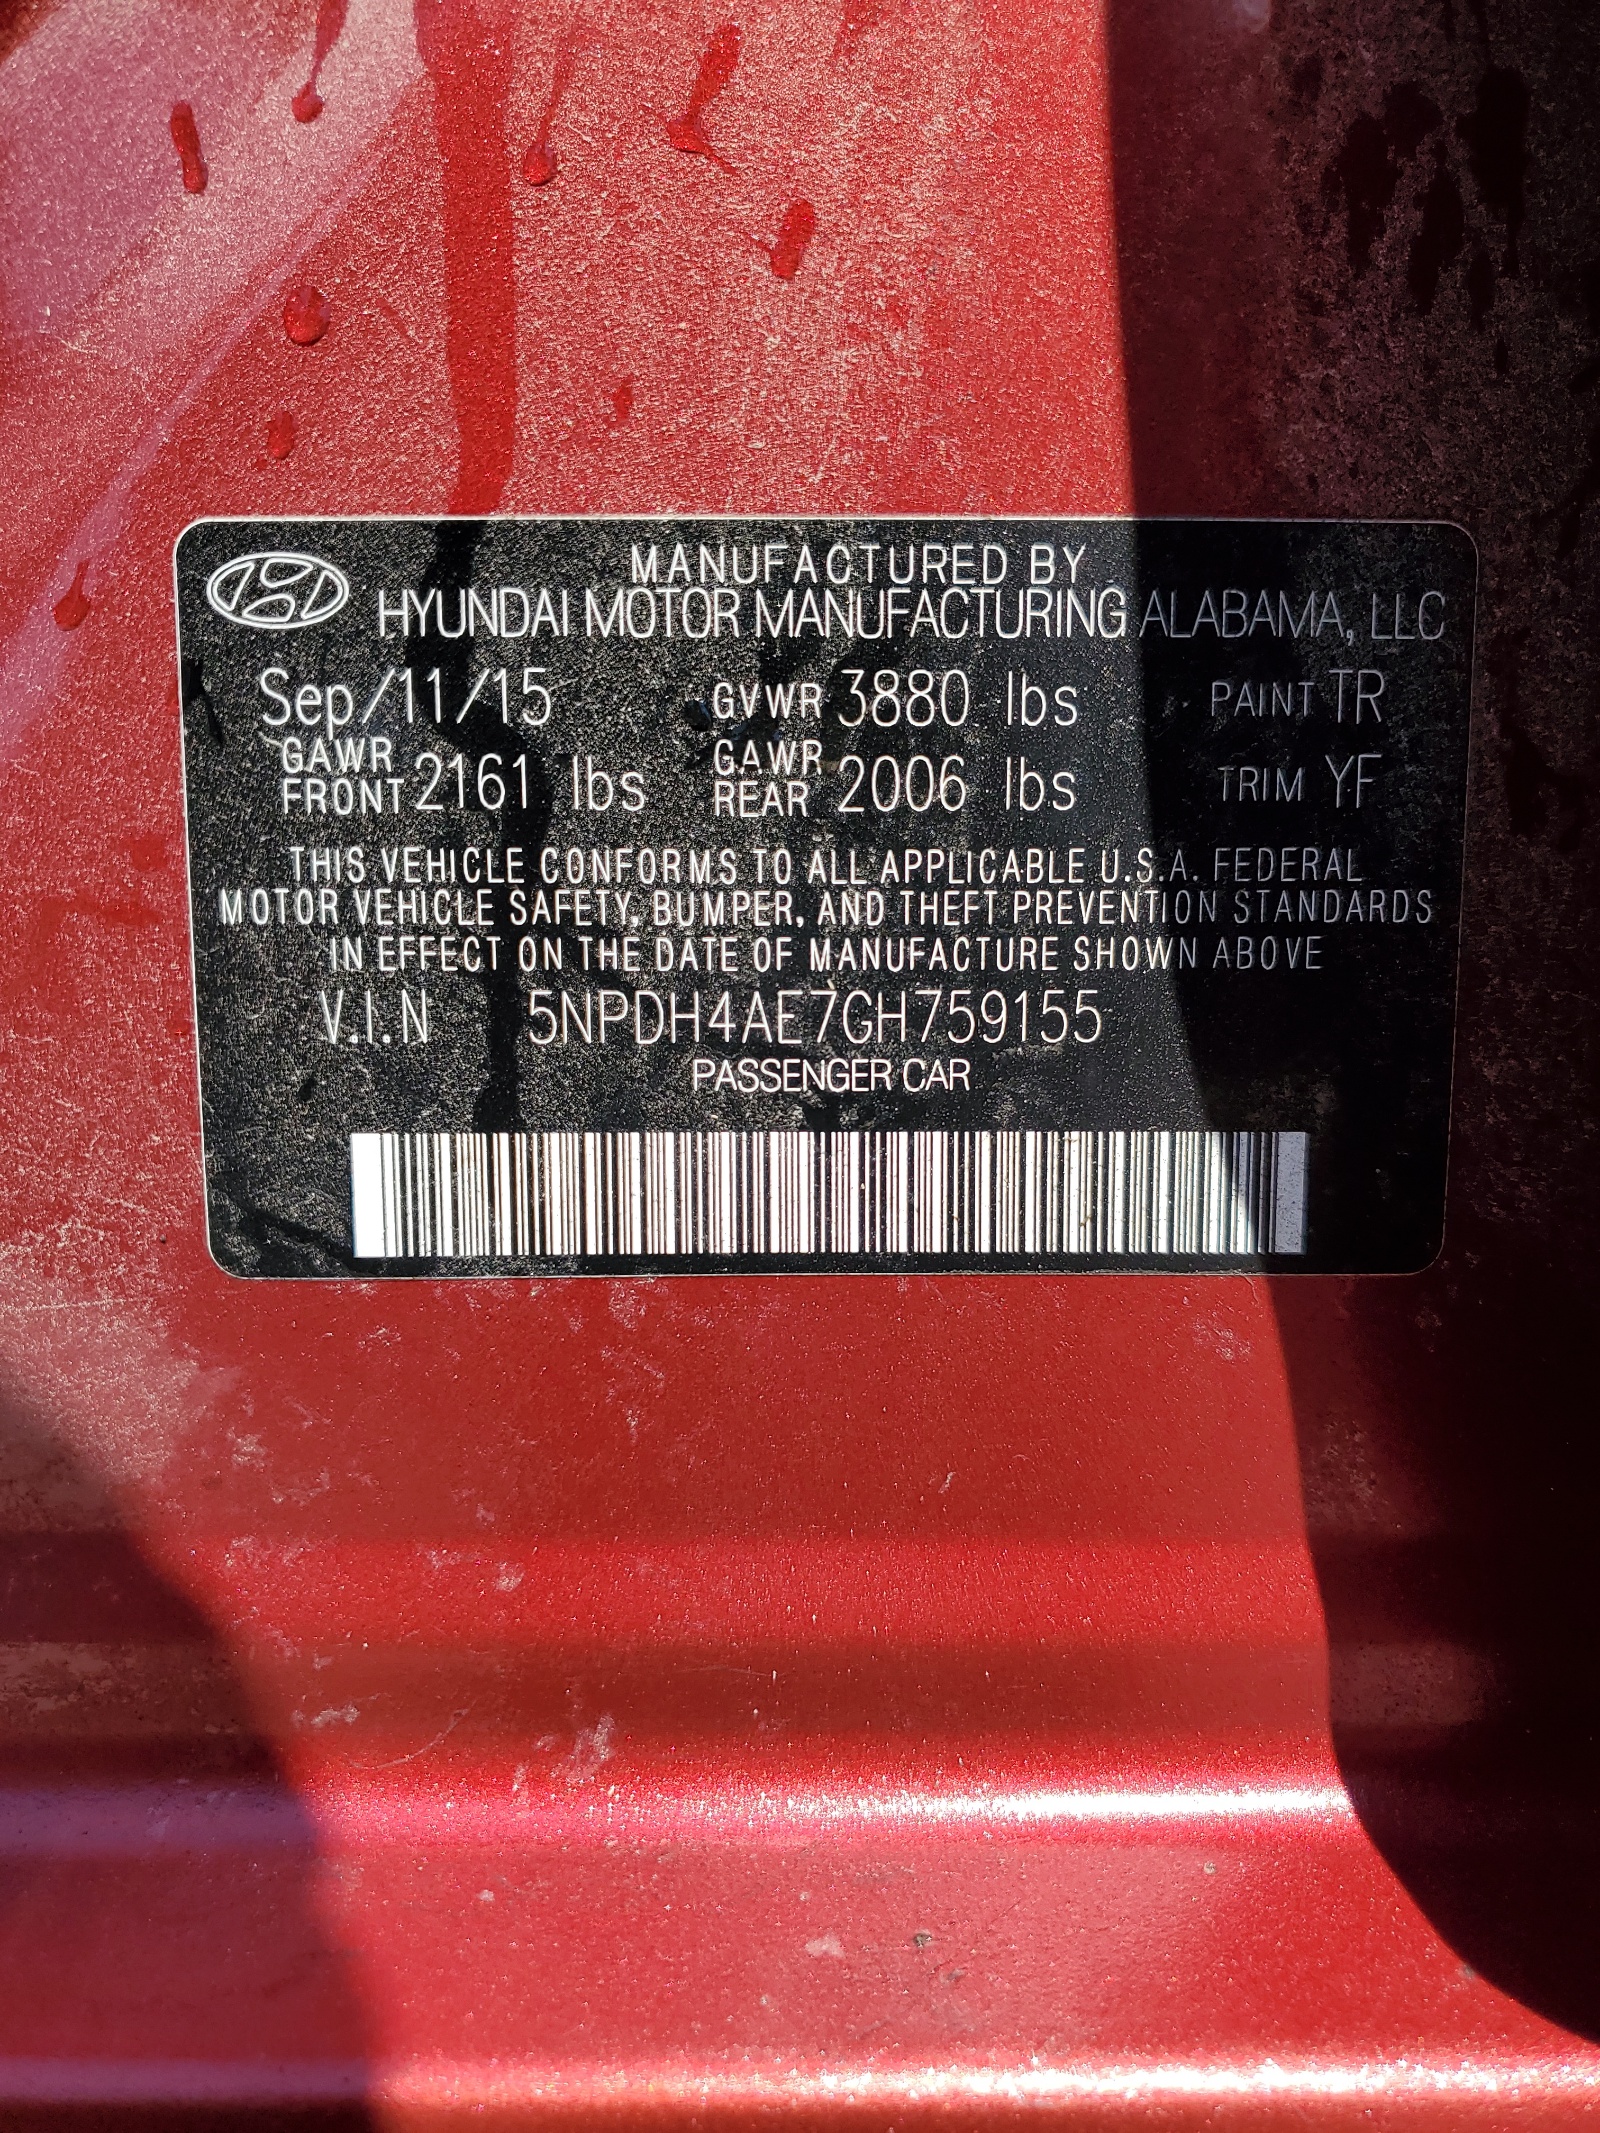 MANUFACTURED BY
HYUNDAI MOTOR MANUFACTURING ALABAMA, LLC
Sep/11/15 GVWR 3880 lbs PAINT TR
GAWR FRONT 2161 lbs GAWR REAR 2006 lbs TRIM YF
THIS VEHICLE CONFORMS TO ALL APPLICABLE U.S.A. FEDERAL
MOTOR VEHICLE SAFETY, BUMPER, AND THEFT PREVENTION STANDARDS
IN EFFECT ON THE DATE OF MANUFACTURE SHOWN ABOVE
V.I.N 5NPDH4AE7GH759155
PASSENGER CAR